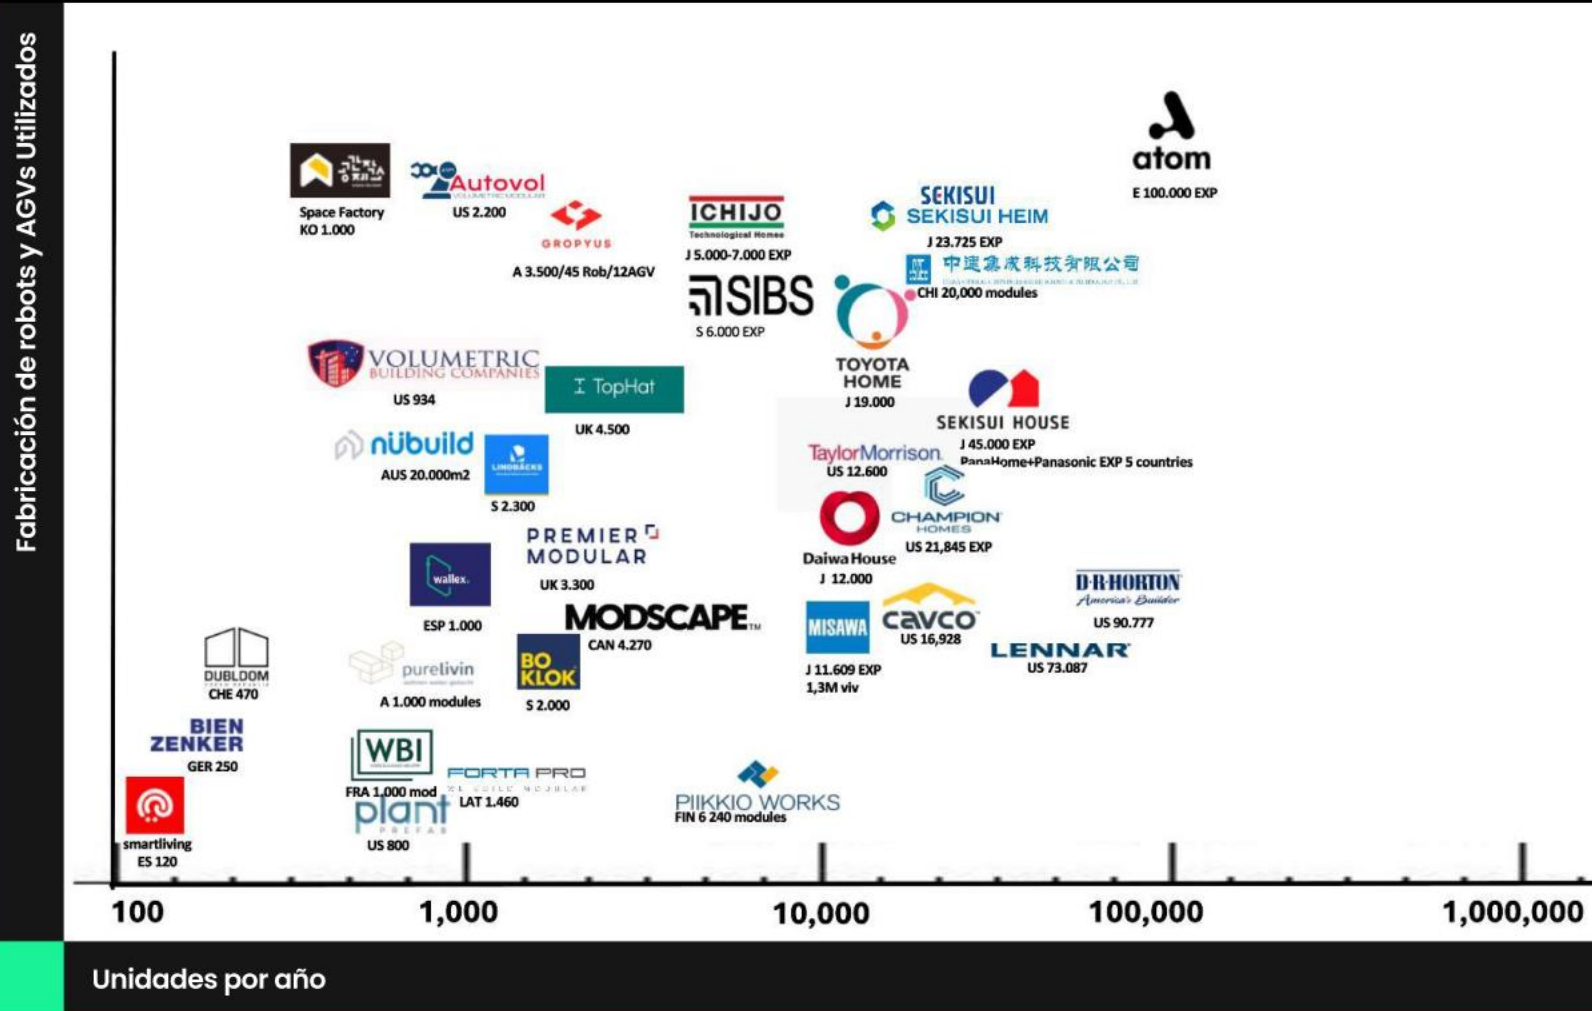 Fabricación de robots y AGVs Utilizados
atom
E 100.000 EXP
Space Factory
KO 1.000
Autovol
VOLUMETRIC MODULAR
US 2.200
GROPYUS
A 3.500/45 Rob/12AGV
ICHIJO
Technological Homes
J 5.000-7.000 EXP
SEKISUI
SEKISUI HEIM
J 23.725 EXP
中建集成科技有限公司
CHI 20,000 modules
SIBS
S 6.000 EXP
TOYOTA
HOME
J 19.000
VOLUMETRIC
BUILDING COMPANIES
US 934
TopHat
UK 4.500
SEKISUI HOUSE
J 45.000 EXP
PanaHome+Panasonic EXP 5 countries
nübuild
AUS 20.000m2
LINDBÄCKS
S 2.300
TaylorMorrison.
US 12.600
CHAMPION
HOMES
US 21,845 EXP
PREMIER
MODULAR
UK 3.300
Daiwa House
J 12.000
wallex.
ESP 1.000
D·R·HORTON
America's Builder
US 90.777
MODSCAPE™
CAN 4.270
MISAWA
J 11.609 EXP
1,3M viv
CAVCO™
US 16,928
LENNAR
US 73.087
DUBLDOM
CHE 470
purelivin
A 1.000 modules
BO
KLOK
S 2.000
BIEN
ZENKER
GER 250
WBI
FRA 1.000 mod
FORTA PRO
WE BUILD MODULAR
LAT 1.460
PIIKKIO WORKS
FIN 6 240 modules
plant
PREFAB
US 800
smartliving
ES 120
100
1,000
10,000
100,000
1,000,000
Unidades por año